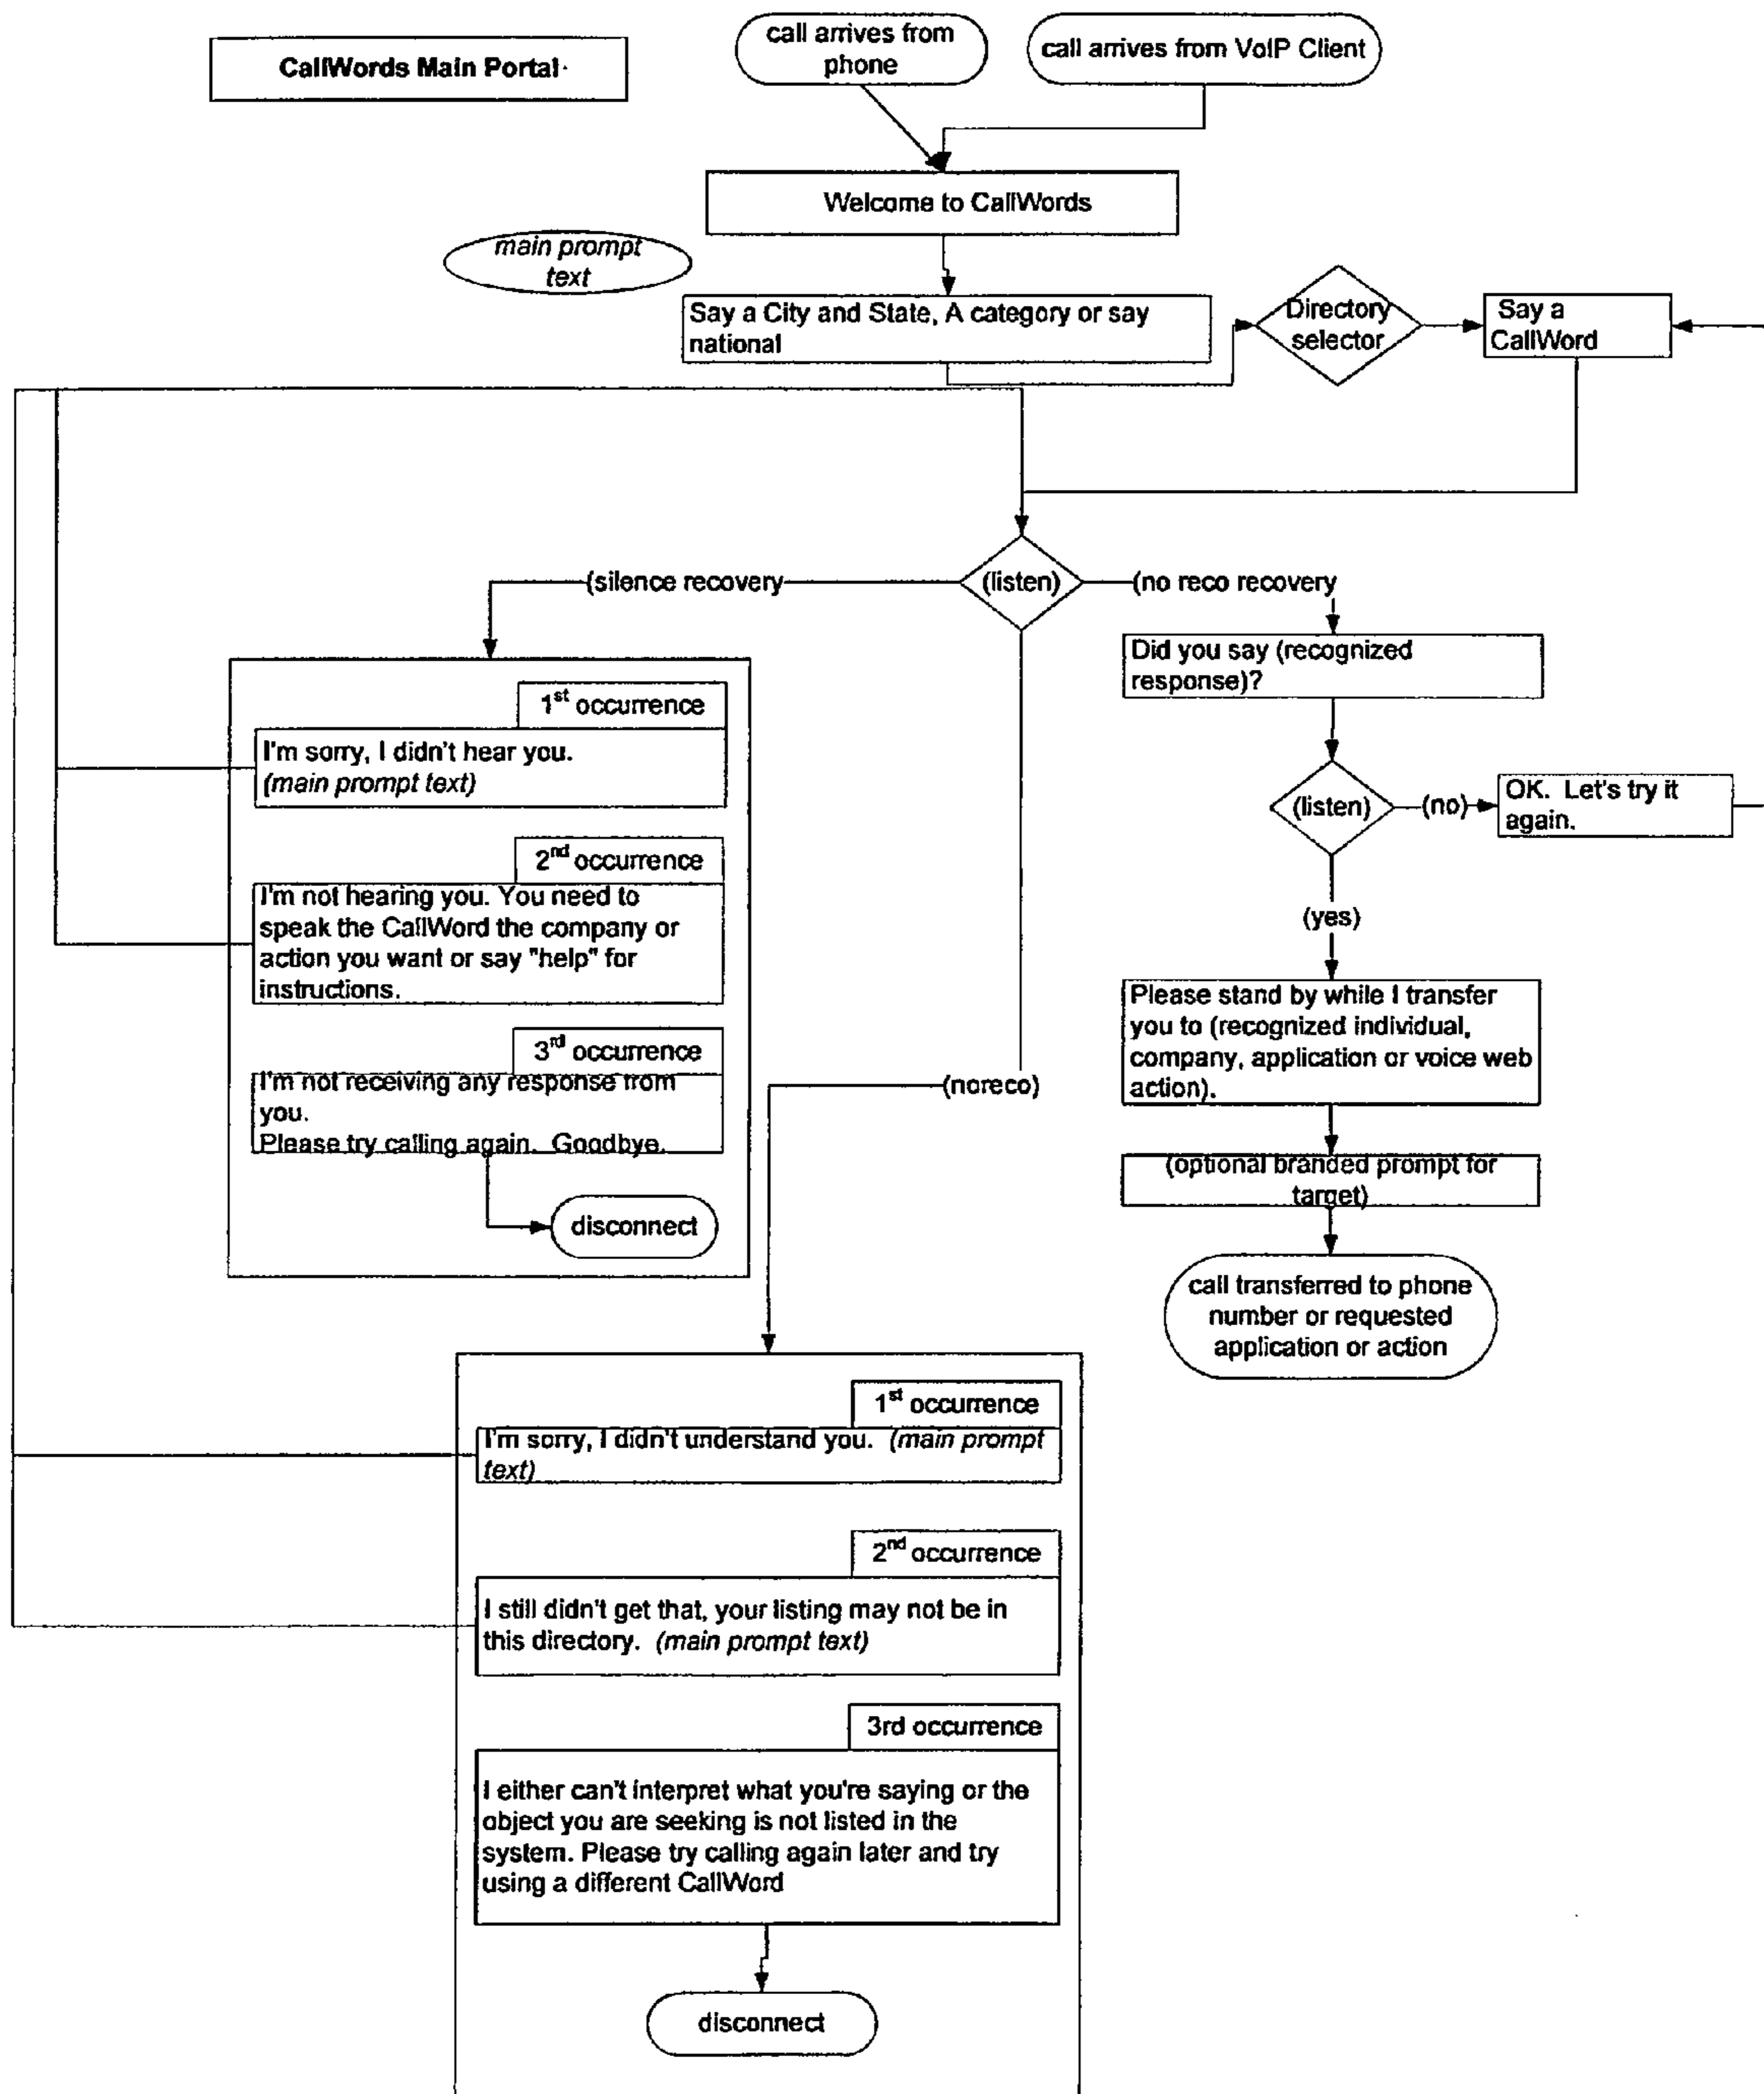 CallWords Main Portal
call arrives from
phone
call arrives from VoIP Client
Welcome to CallWords
main prompt
text
Say a City and State, A category or say
national
Directory
selector
Say a
CallWord
(silence recovery
(listen)
(no reco recovery
Did you say (recognized
response)?
1st occurrence
I'm sorry, I didn't hear you.
(main prompt text)
(listen)
(no)
OK. Let's try it
again.
2nd occurrence
I'm not hearing you. You need to
speak the CallWord the company or
action you want or say "help" for
instructions.
(yes)
Please stand by while I transfer
you to (recognized individual,
company, application or voice web
action).
3rd occurrence
I'm not receiving any response from
you.
Please try calling again. Goodbye.
(noreco)
(optional branded prompt for
target)
disconnect
call transferred to phone
number or requested
application or action
1st occurrence
I'm sorry, I didn't understand you. (main prompt
text)
2nd occurrence
I still didn't get that, your listing may not be in
this directory. (main prompt text)
3rd occurrence
I either can't interpret what you're saying or the
object you are seeking is not listed in the
system. Please try calling again later and try
using a different CallWord
disconnect